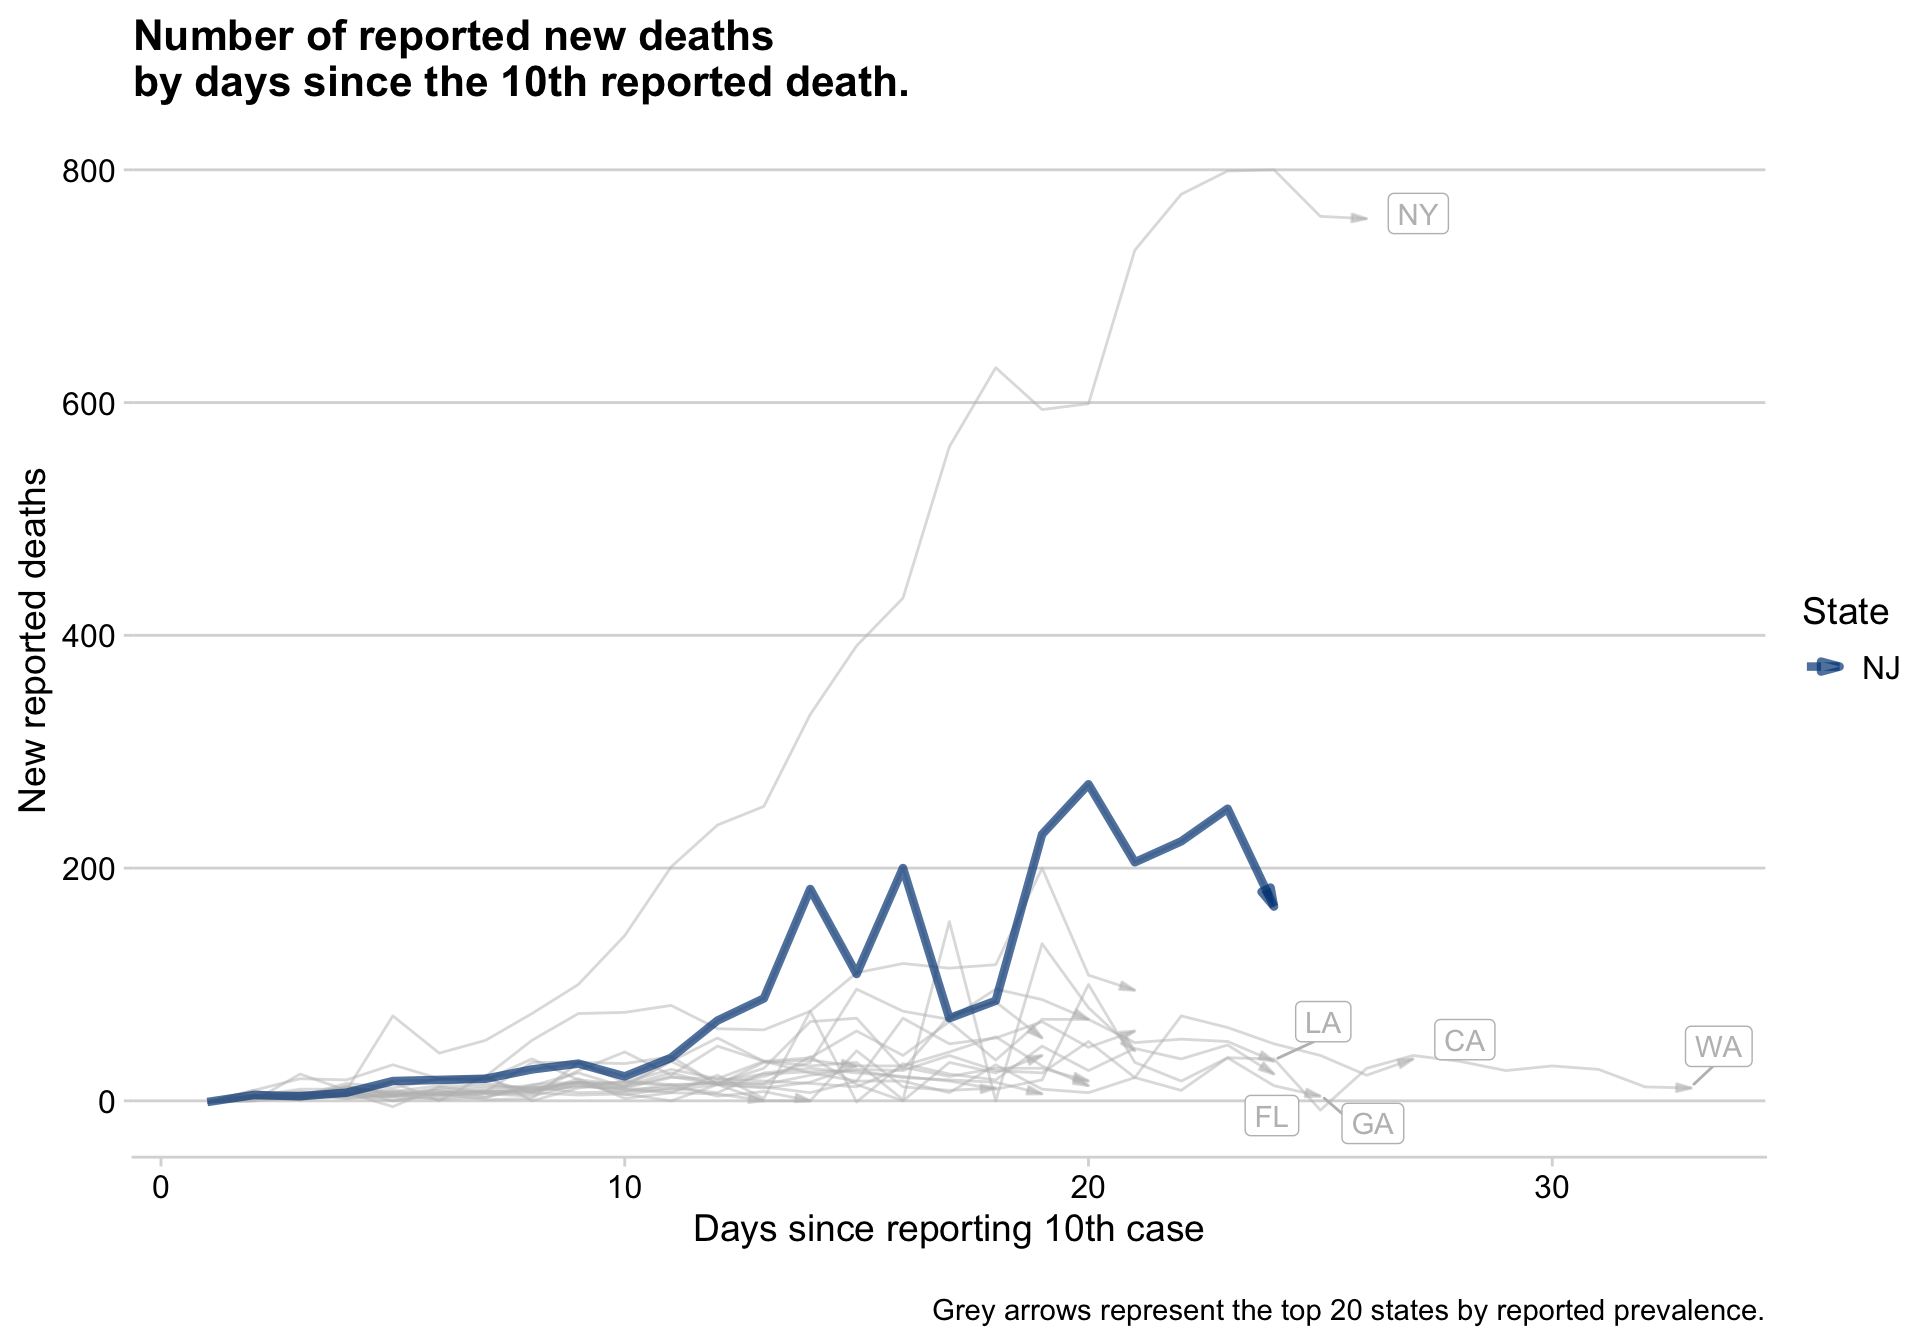 Number of reported new deaths
by days since the 10th reported death.
800
600
400
200
0
New reported deaths
NY
LA
CA
WA
FL
GA
State
NJ
0 10 20 30
Days since reporting 10th case
Grey arrows represent the top 20 states by reported prevalence.